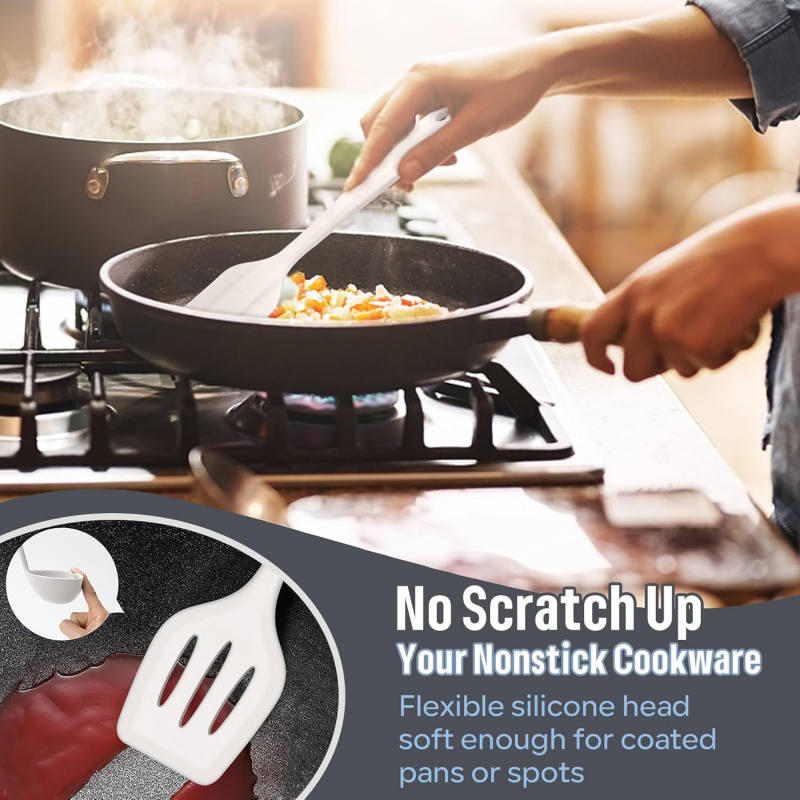 No Scratch Up
Your Nonstick Cookware
Flexible silicone head
soft enough for coated
pans or spots